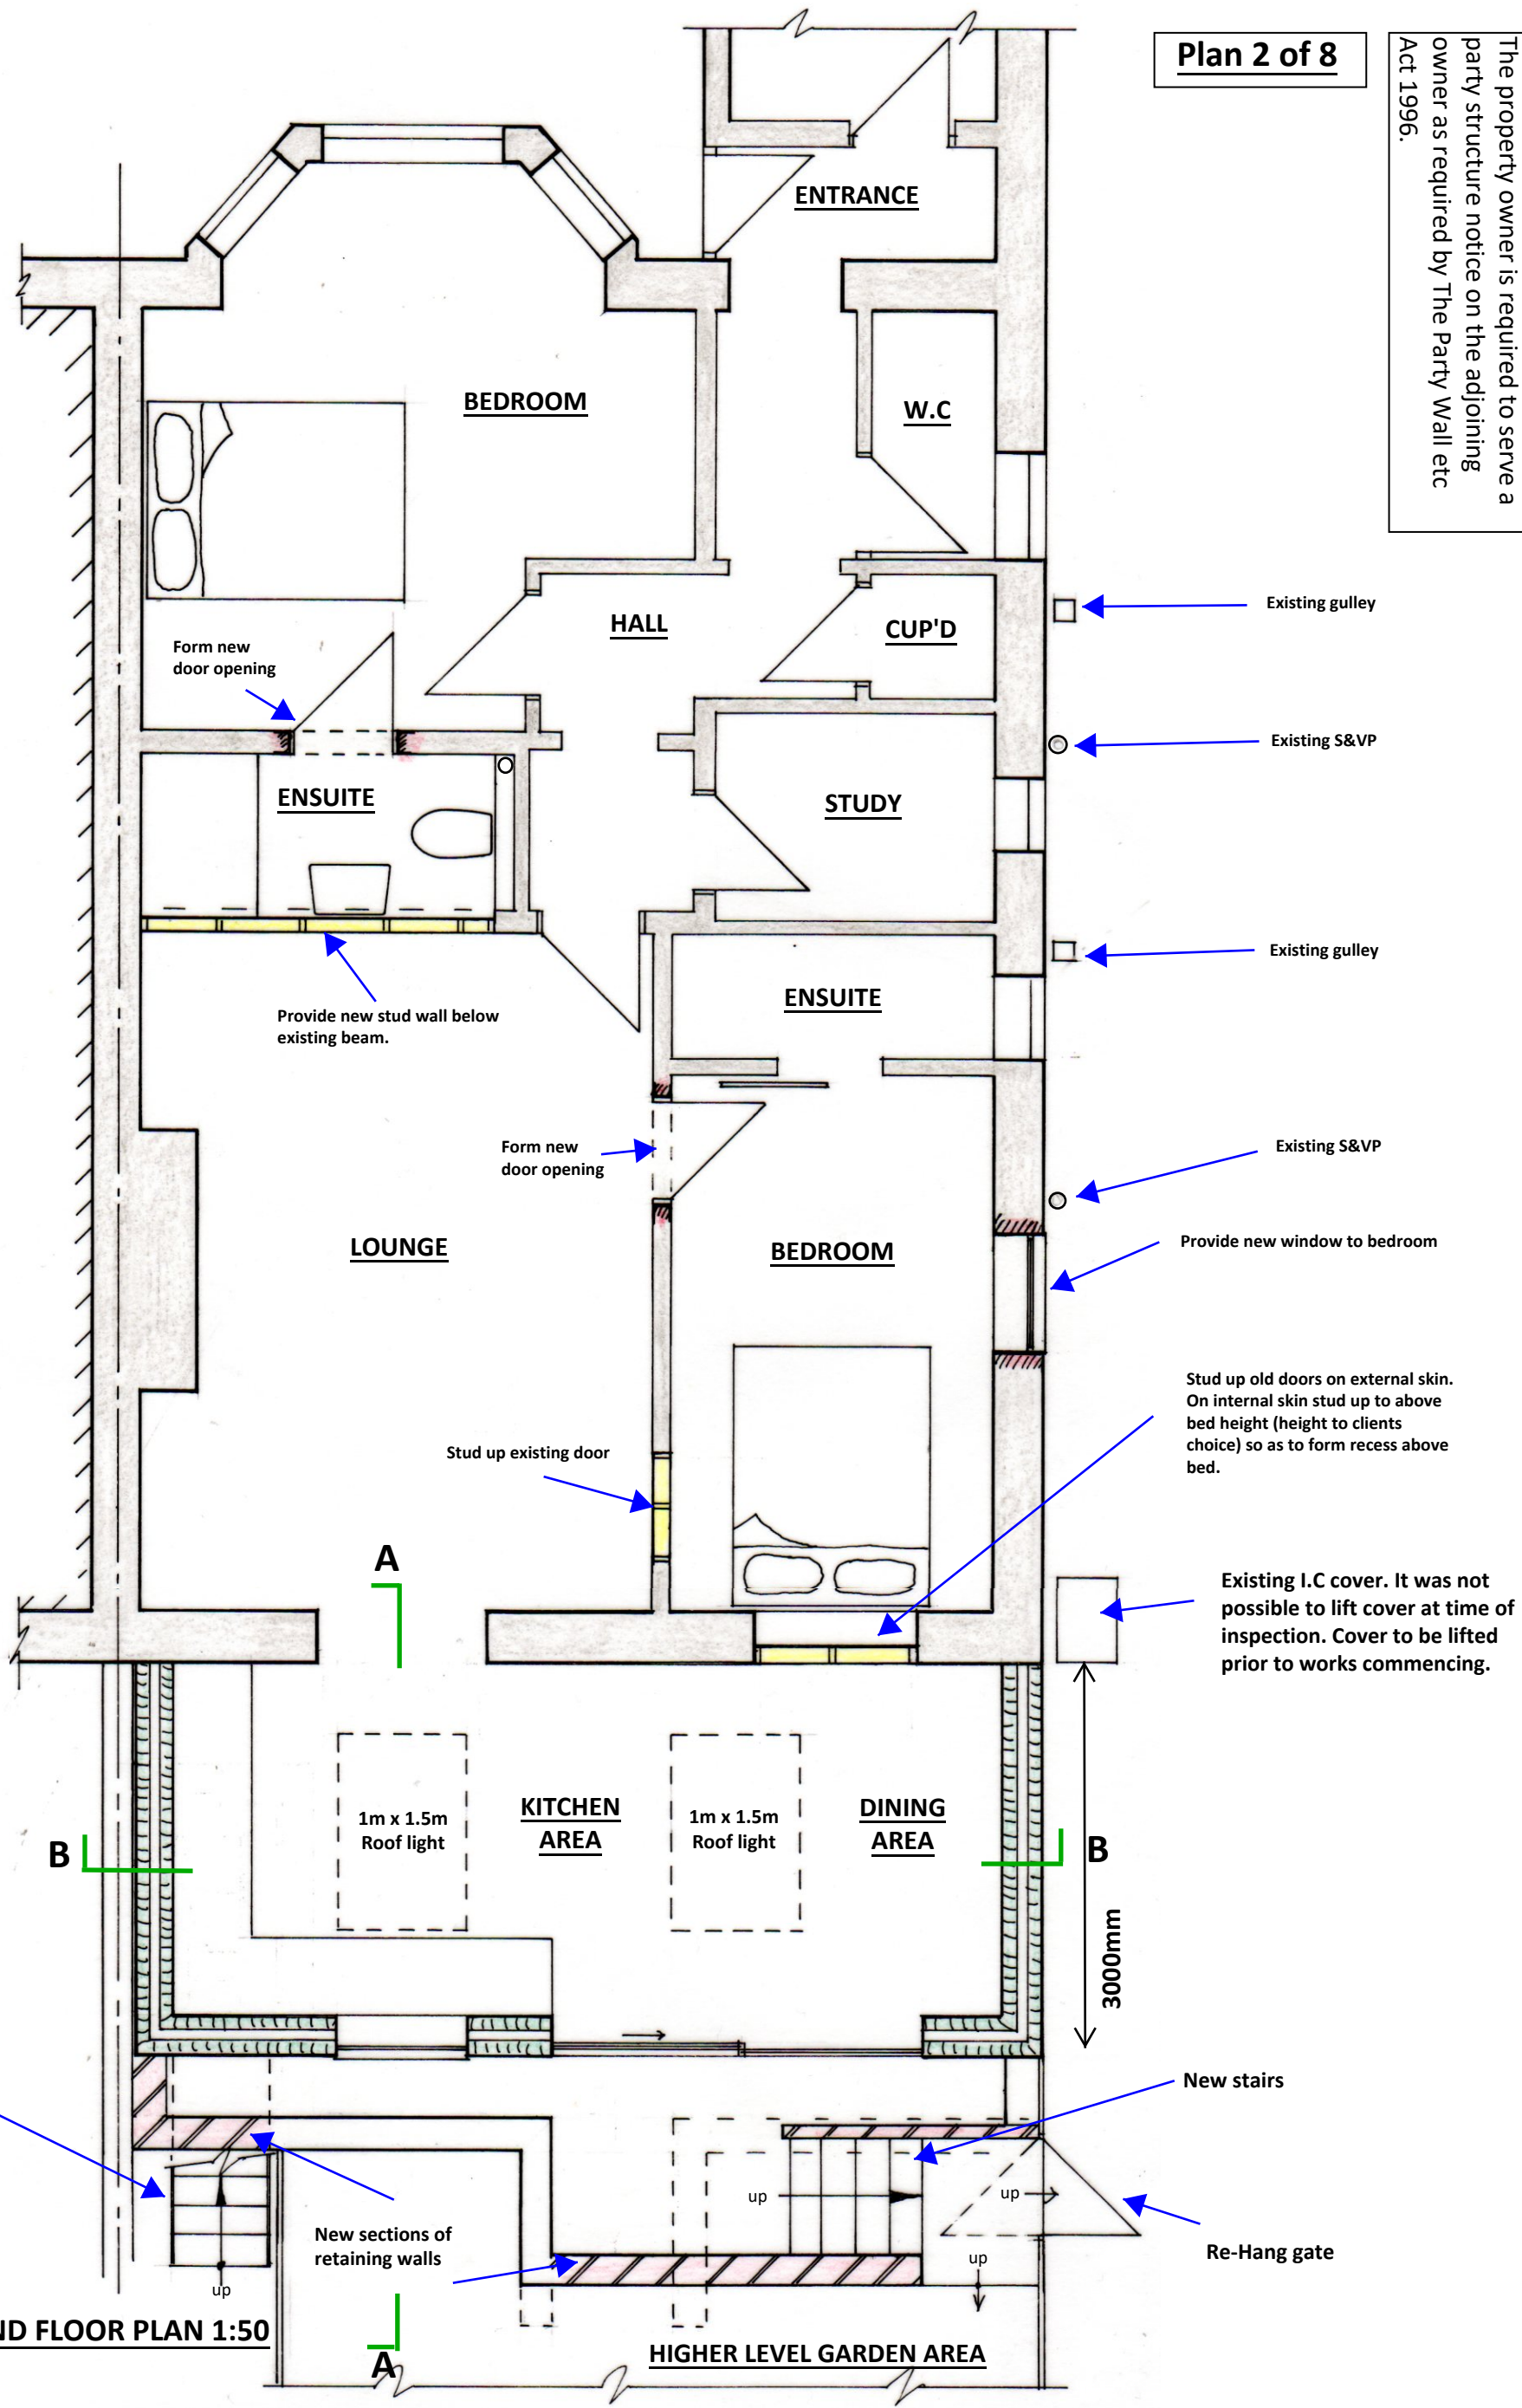 Plan 2 of 8
The property owner is required to serve a
party structure notice on the adjoining
owner as required by The Party Wall etc
Act 1996.
ENTRANCE
BEDROOM
W.C
Existing gulley
HALL
CUP'D
Form new
door opening
Existing S&VP
ENSUITE
STUDY
Existing gulley
ENSUITE
Provide new stud wall below
existing beam.
Form new
door opening
Existing S&VP
LOUNGE
BEDROOM
Provide new window to bedroom
Stud up old doors on external skin.
On internal skin stud up to above
bed height (height to clients
choice) so as to form recess above
bed.
Stud up existing door
A
Existing I.C cover. It was not
possible to lift cover at time of
inspection. Cover to be lifted
prior to works commencing.
1m x 1.5m
Roof light
KITCHEN
AREA
1m x 1.5m
Roof light
DINING
AREA
B
B
3000mm
New stairs
up
up
New sections of
retaining walls
up
Re-Hang gate
up
ND FLOOR PLAN 1:50
HIGHER LEVEL GARDEN AREA
A